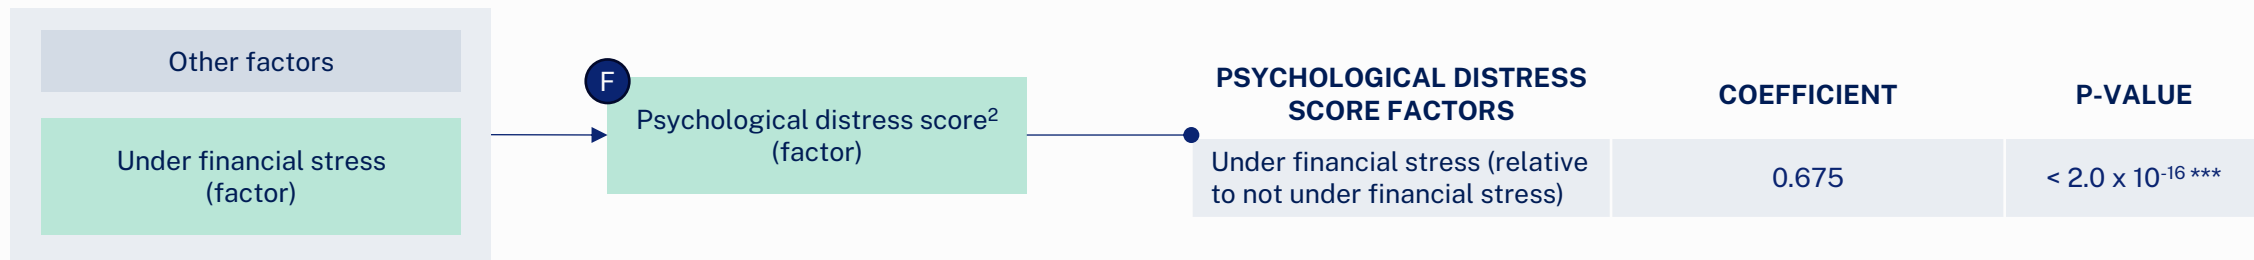 Other factors
Under financial stress
(factor)
F
Psychological distress score²
(factor)
PSYCHOLOGICAL DISTRESS
SCORE FACTORS
COEFFICIENT
P-VALUE
Under financial stress (relative
to not under financial stress)
0.675
< 2.0 x 10⁻¹⁶ ***